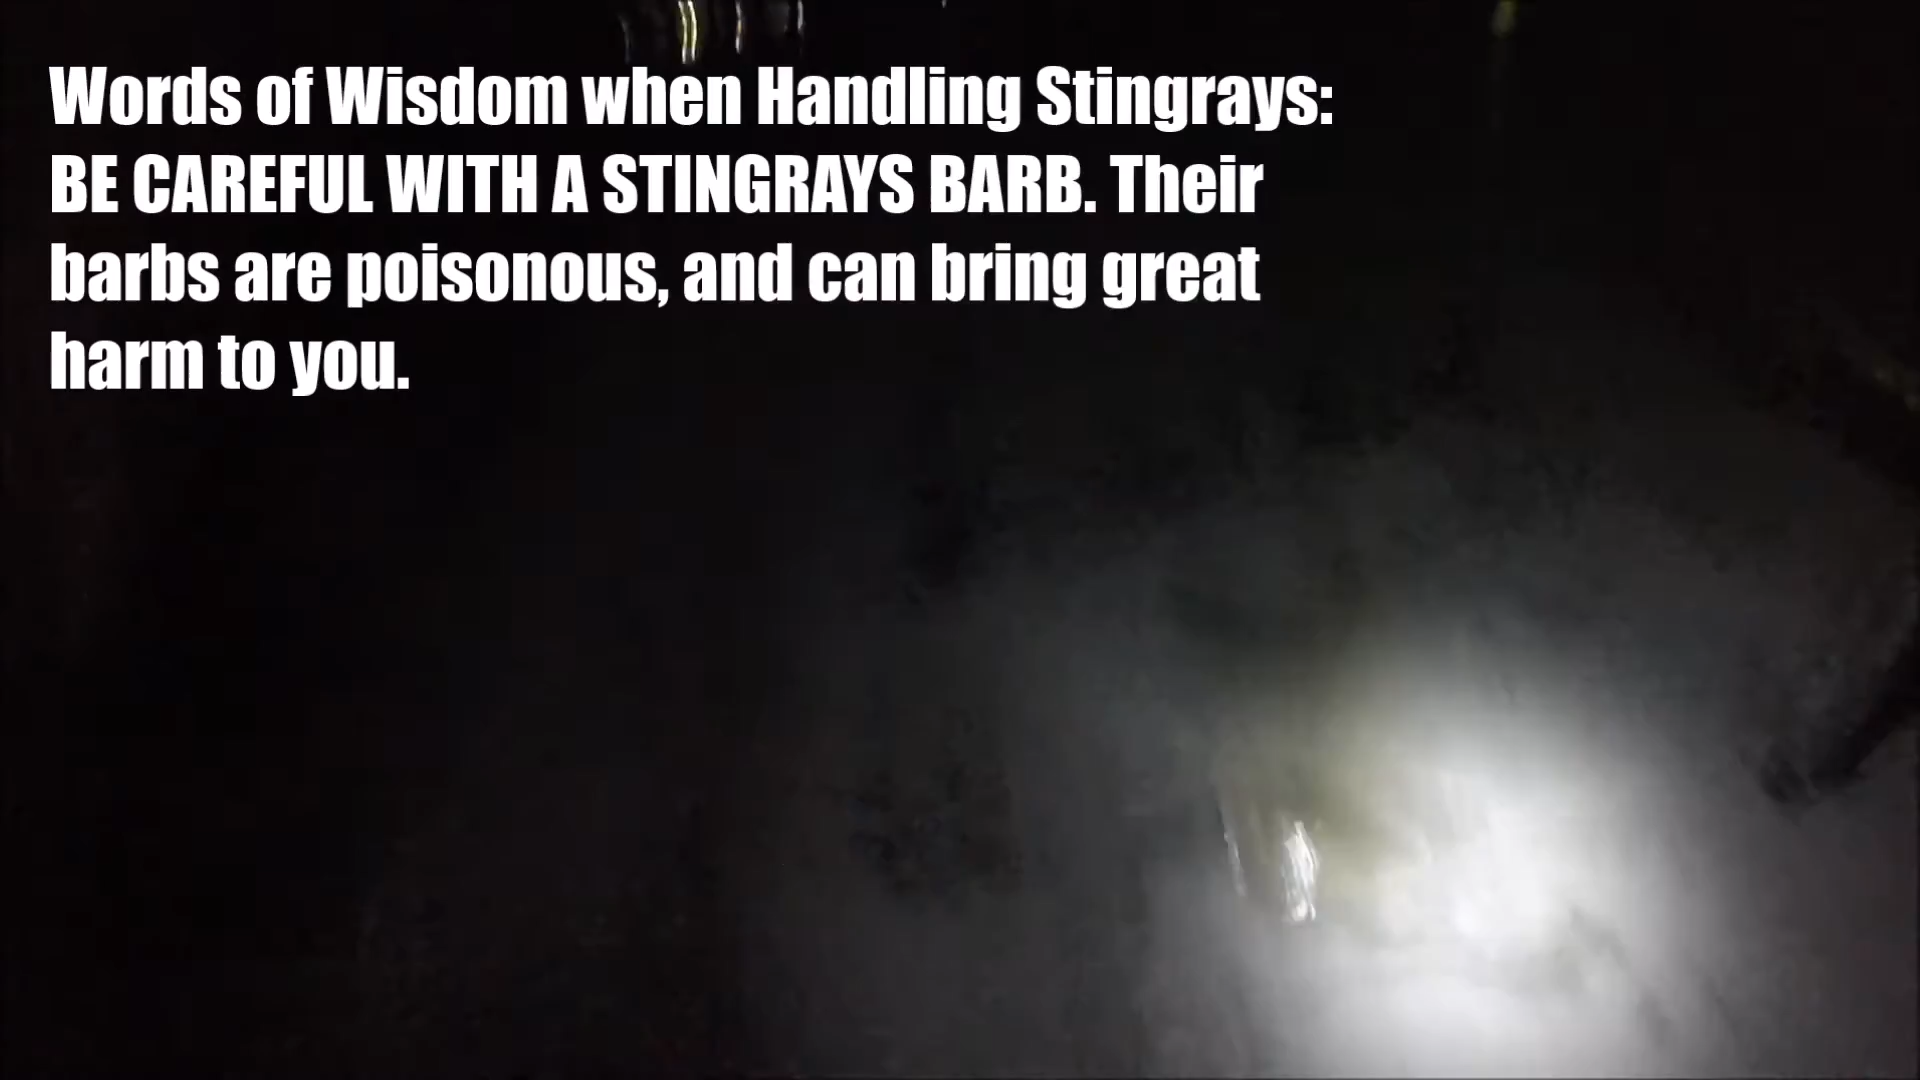 Words of Wisdom when Handling Stingrays:
BE CAREFUL WITH A STINGRAYS BARB. Their
barbs are poisonous, and can bring great
harm to you.